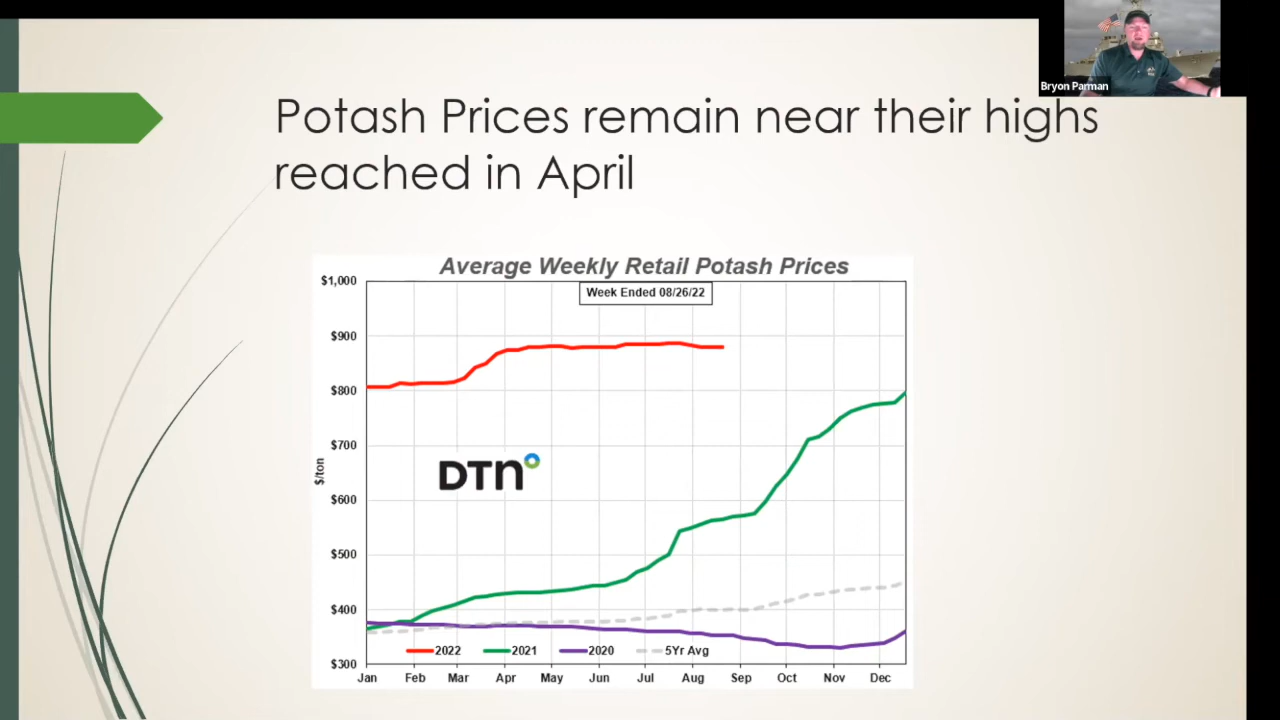 Bryon Parman
Potash Prices remain near their highs
reached in April
Average Weekly Retail Potash Prices
Week Ended 08/26/22
$1,000
$900
$800
$700
$600
$500
$400
$300
$/ton
DTN
2022 2021 2020 5Yr Avg
Jan Feb Mar Apr May Jun Jul Aug Sep Oct Nov Dec